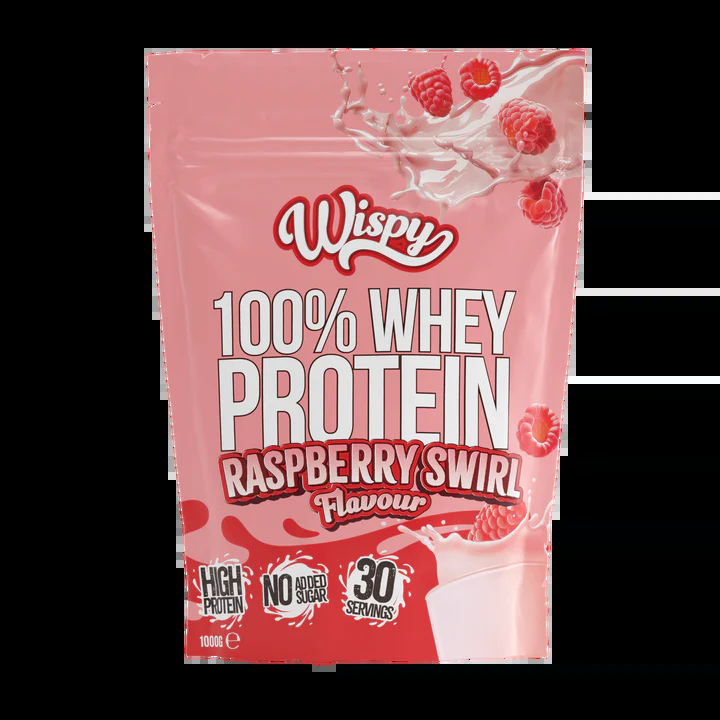 Wispy
100% WHEY
PROTEIN
RASPBERRY SWIRL
Flavour
HIGH
PROTEIN
NO ADDED
SUGAR
30
SERVINGS
1000G ℮